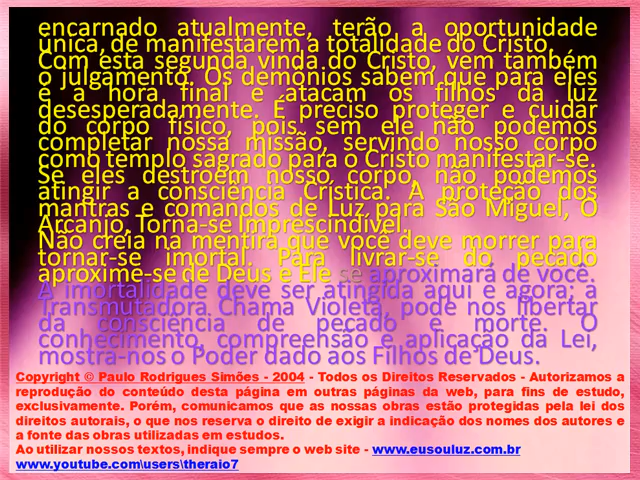 encarnado atualmente, terão a oportunidade
única, de manifestarem a totalidade do Cristo.
Com esta segunda vinda do Cristo, vem também
o julgamento. Os demônios sabem que para eles
é a hora final e atacam os filhos da luz
desesperadamente. É preciso proteger e cuidar
do corpo físico, pois sem ele não podemos
completar nossa missão, servindo nosso corpo
como templo sagrado para o Cristo manifestar-se.
Se eles destroem nosso corpo, não podemos
atingir a consciência Crística. A proteção dos
mantras e comandos de Luz para São Miguel, O
Arcanjo, Torna-se Imprescindível.
Não creia na mentira que você deve morrer para
tornar-se imortal. Para livrar-se do pecado
aproxime-se de Deus e Ele se aproximará de você.
A imortalidade deve ser atingida aqui e agora; a
Transmutadora Chama Violeta, pode nos libertar
da consciência de pecado e morte. O
conhecimento, compreensão e aplicação da Lei,
mostra-nos o Poder dado aos Filhos de Deus.
Copyright © Paulo Rodrigues Simões - 2004 - Todos os Direitos Reservados - Autorizamos a
reprodução do conteúdo desta página em outras páginas da web, para fins de estudo,
exclusivamente. Porém, comunicamos que as nossas obras estão protegidas pela lei dos
direitos autorais, o que nos reserva o direito de exigir a indicação dos nomes dos autores e
a fonte das obras utilizadas em estudos.
Ao utilizar nossos textos, indique sempre o web site - www.eusouluz.com.br
www.youtube.com\users\theraio7